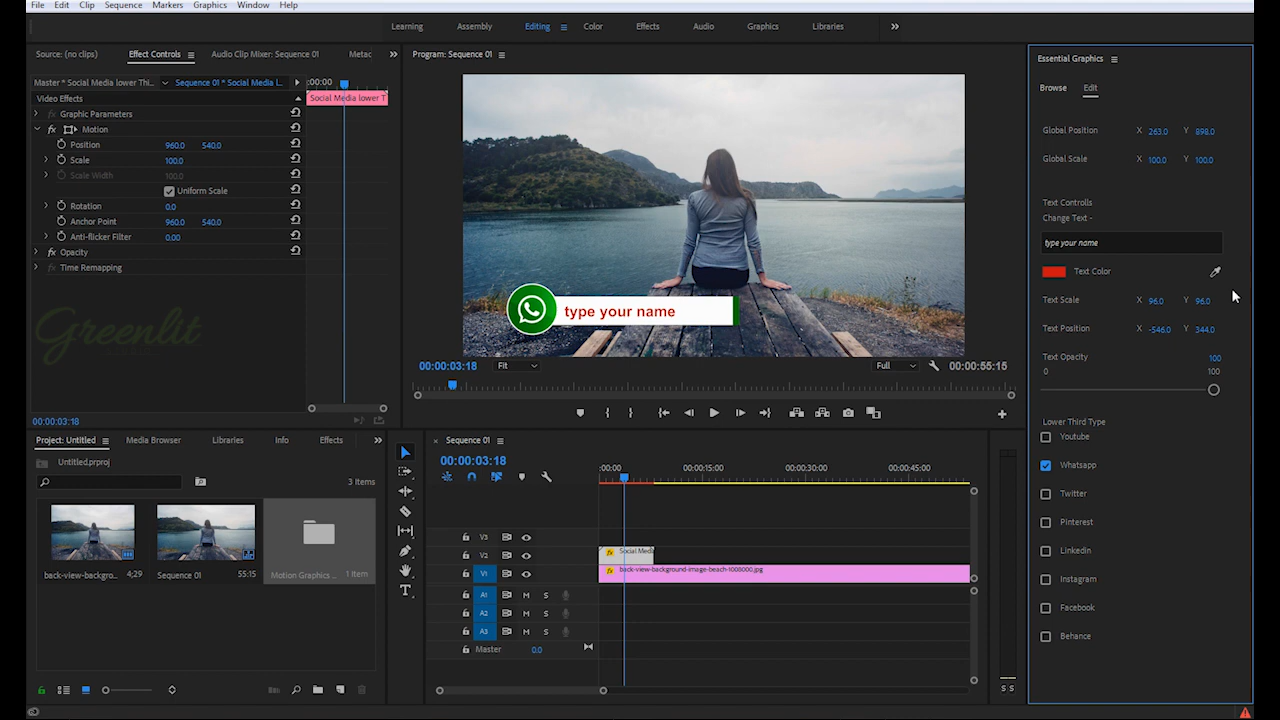 File Edit Clip Sequence Markers Graphics Window Help
Learning Assembly Editing Color Effects Audio Graphics Libraries
Source: (no clips) Effect Controls Audio Clip Mixer: Sequence 01 Metac
Master * Social Media lower Thi... Sequence 01 * Social Media l... :00:00
Video Effects Social Media lower T
Graphic Parameters
fx Motion
Position 960.0 540.0
Scale 100.0
Scale Width 100.0
Uniform Scale
Rotation 0.0
Anchor Point 960.0 540.0
Anti-flicker Filter 0.00
fx Opacity
Time Remapping
00:00:03:18
Program: Sequence 01
type your name
00:00:03:18 Fit Full 00:00:55:15
Essential Graphics
Browse Edit
Global Position X 263.0 Y 898.0
Global Scale X 100.0 Y 100.0
Text Controls
Change Text -
type your name
Text Color
Text Scale X 96.0 Y 96.0
Text Position X -546.0 Y 344.0
Text Opacity 100
0 100
Lower Third Type
Youtube
Whatsapp
Twitter
Pinterest
Linkedin
Instagram
Facebook
Behance
Project: Untitled Media Browser Libraries Info Effects
Untitled.prproj
3 Items
back-view-backgro... 4;29 Sequence 01 55:15 Motion Graphics ... 1 Item
Sequence 01
00:00:03:18
:00:00 00:00:15:00 00:00:30:00 00:00:45:00
V3
V2 fx Social Media
V1 fx back-view-background-image-beach-1008000.jpg
A1 M S
A2 M S
A3 M S
Master 0.0
S S